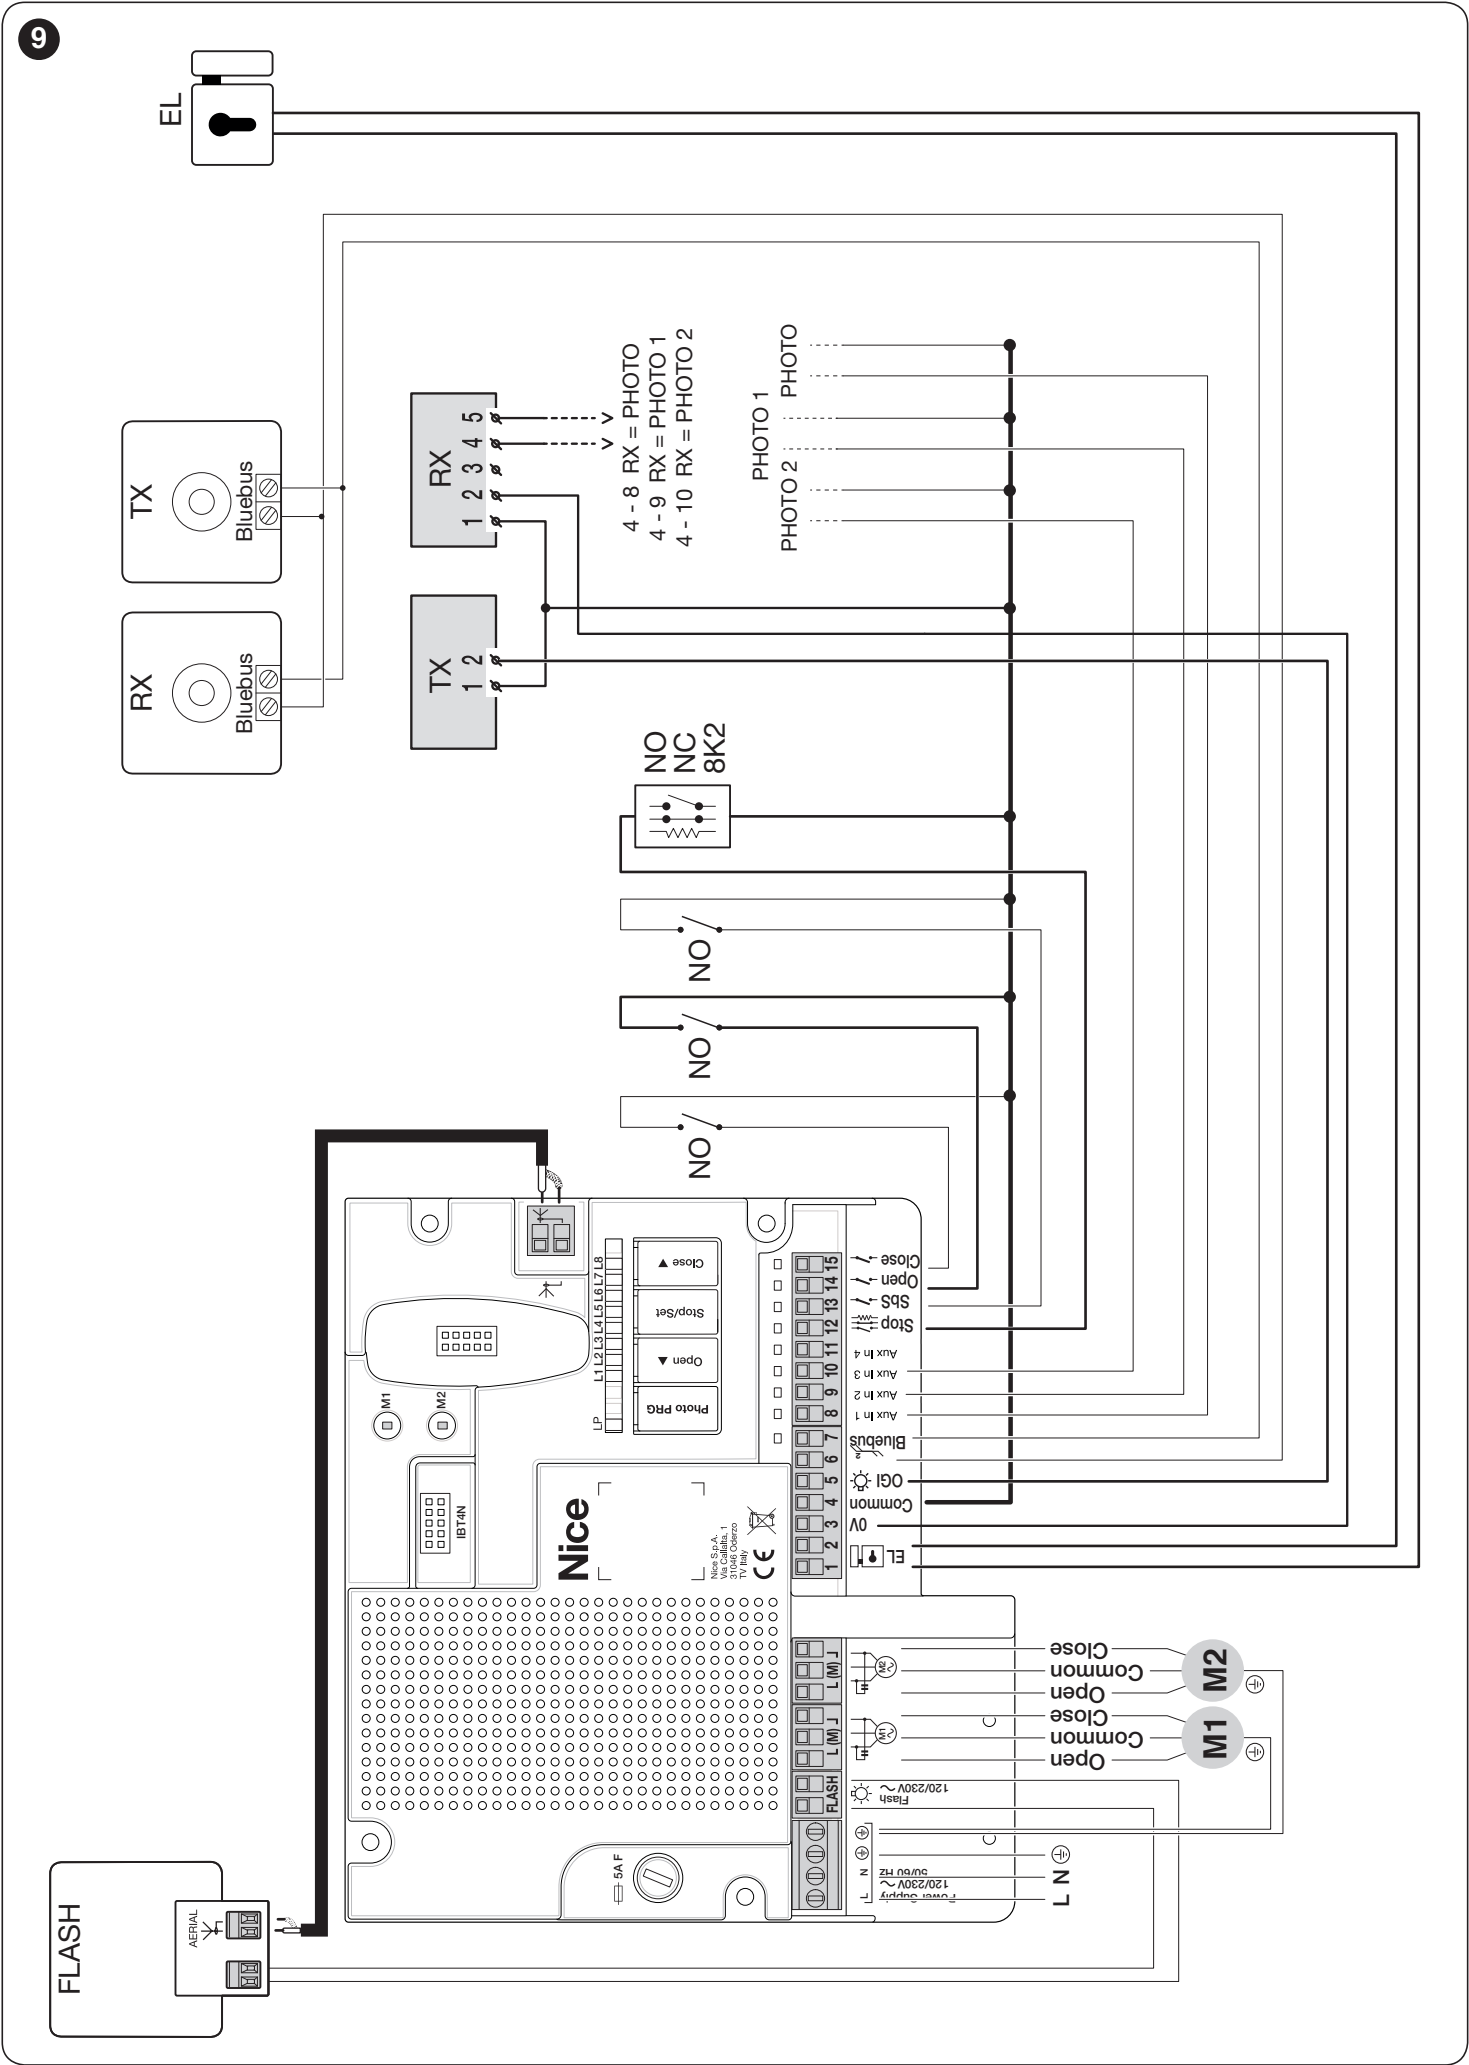 9
EL
TX
Bluebus
RX
Bluebus
RX
1 2 3 4 5
TX
1 2
4 - 8 RX = PHOTO
4 - 9 RX = PHOTO 1
4 - 10 RX = PHOTO 2
PHOTO
PHOTO 1
PHOTO 2
NO
NC
8K2
NO
NO
NO
M1
M2
IBT4N
LP
L1 L2 L3 L4 L5 L6 L7 L8
Photo PRG
Open ▲
Stop/Set
Close ▼
Nice
Nice S.p.A.
Via Callalta, 1
31046 Oderzo
TV Italy
CE
5A F
15 Close
14 Open
13 SbS
12 Stop
11 Aux In 4
10 Aux In 3
9 Aux In 2
8 Aux In 1
7
Bluebus
6
5 OGI
4 Common
3 0V
2
EL
1
L (M) L
M2
Close
Common
Open
M2
L (M) L
M1
Close
Common
Open
M1
FLASH
Flash
120/230V
L N
Power Supply
120/230V
50/60 Hz
L N
FLASH
AERIAL